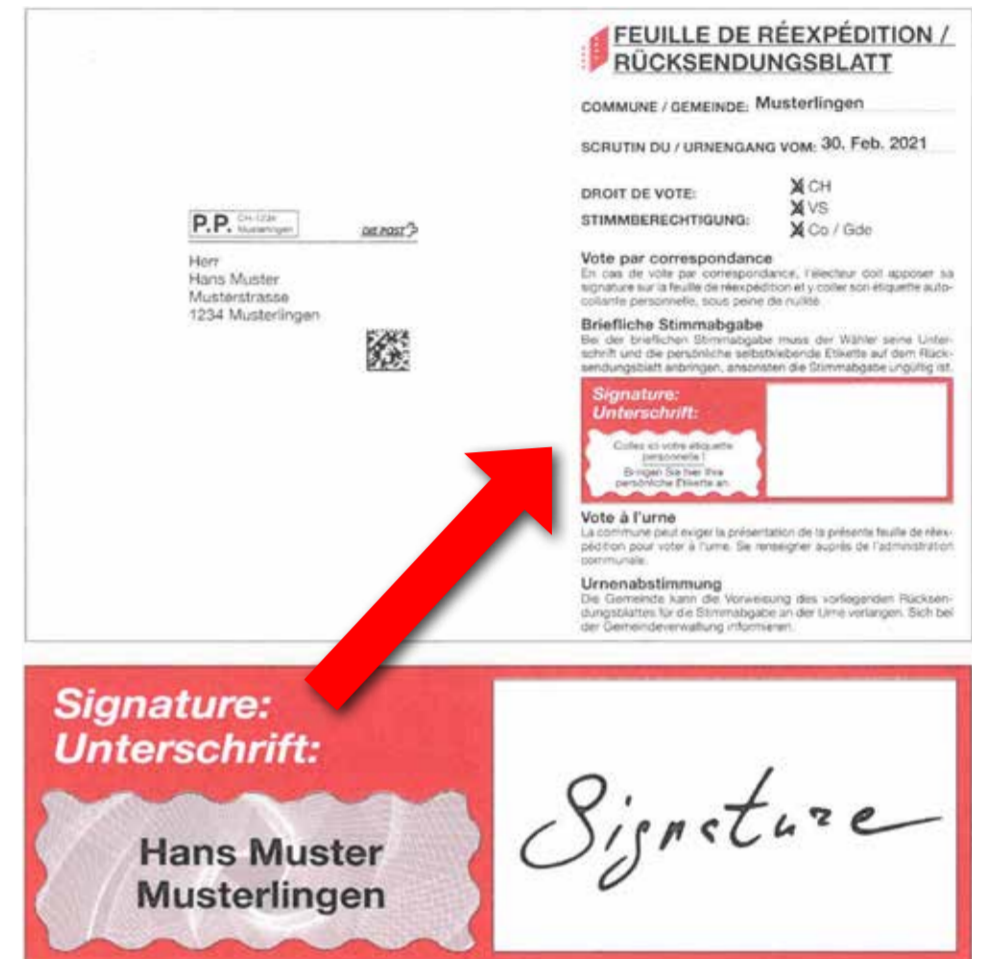 FEUILLE DE RÉEXPÉDITION /
RÜCKSENDUNGSBLATT
COMMUNE / GEMEINDE: Musterlingen
SCRUTIN DU / URNENGANG VOM: 30. Feb. 2021
DROIT DE VOTE:
STIMMBERECHTIGUNG:
X CH
X VS
X Co / Gde
P.P. CH-1234
Musterlingen
DIE POST
Herr
Hans Muster
Musterstrasse
1234 Musterlingen
Vote par correspondance
En cas de vote par correspondance, l'électeur doit apposer sa
signature sur la feuille de réexpédition et y coller son étiquette auto-
collante personnelle, sous peine de nullité.
Briefliche Stimmabgabe
Bei der brieflichen Stimmabgabe muss der Wähler seine Unter-
schrift und die persönliche selbstklebende Etikette auf dem Rück-
sendungsblatt anbringen, ansonsten die Stimmabgabe ungültig ist.
Signature:
Unterschrift:
Collez ici votre étiquette
personnelle !
Bringen Sie hier Ihre
persönliche Etikette an.
Vote à l'urne
La commune peut exiger la présentation de la présente feuille de réex-
pédition pour voter à l'urne. Se renseigner auprès de l'administration
communale.
Urnenabstimmung
Die Gemeinde kann die Vorweisung des vorliegenden Rücksen-
dungsblattes für die Stimmabgabe an der Urne verlangen. Sich bei
der Gemeindeverwaltung informieren.
Signature:
Unterschrift:
Hans Muster
Musterlingen
Signature